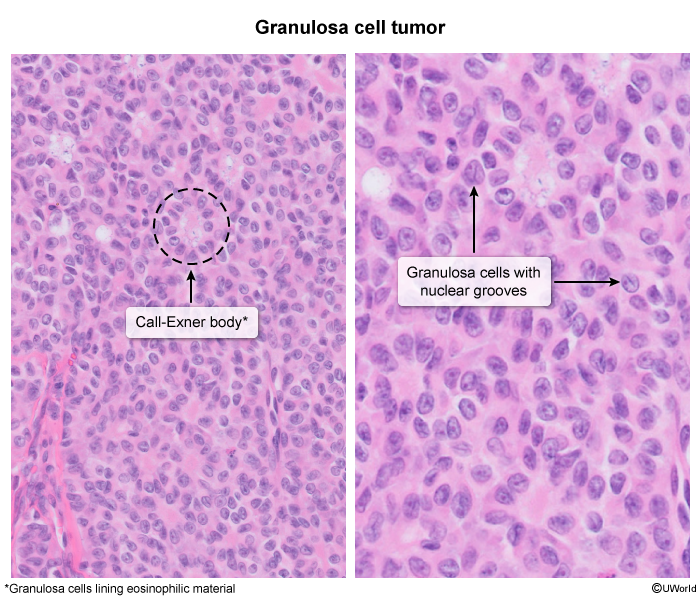 Granulosa cell tumor
Call-Exner body*
Granulosa cells with
nuclear grooves
*Granulosa cells lining eosinophilic material
©UWorld